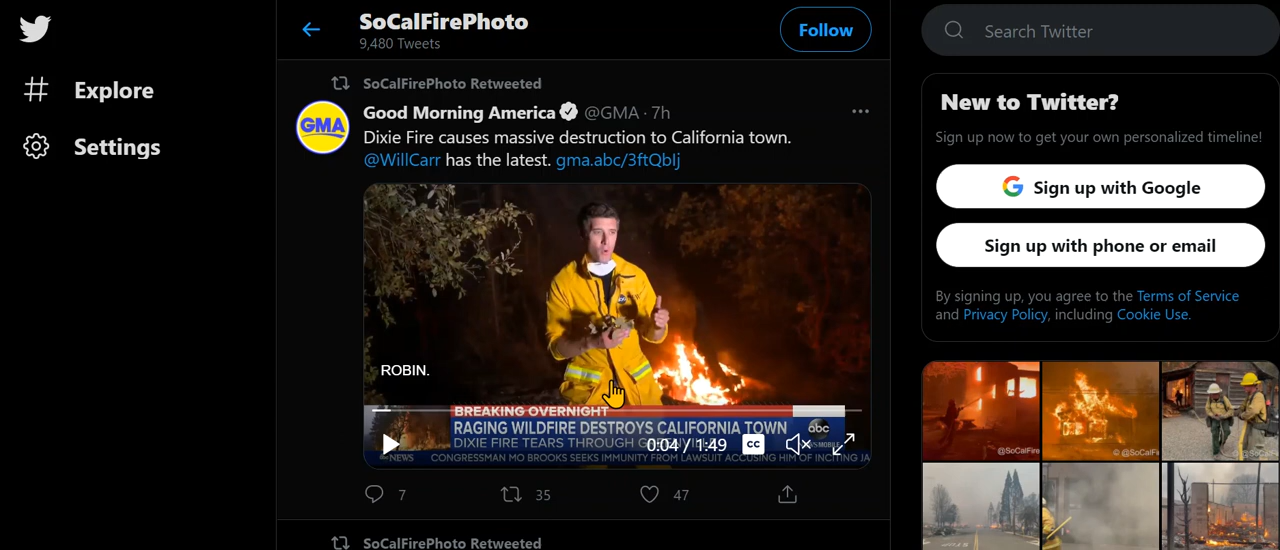 SoCalFirePhoto
9,480 Tweets
Follow
Search Twitter
Explore
Settings
SoCalFirePhoto Retweeted
GMA
Good Morning America @GMA · 7h
Dixie Fire causes massive destruction to California town.
@WillCarr has the latest. gma.abc/3ftQbIj
ROBIN.
BREAKING OVERNIGHT
RAGING WILDFIRE DESTROYS CALIFORNIA TOWN
abc
DIXIE FIRE TEARS THROUGH
0:04 / 1:49
CC
NEWS
CONGRESSMAN MO BROOKS SEEKS IMMUNITY FROM LAWSUIT ACCUSING HIM OF INCITING JA
7
35
47
SoCalFirePhoto Retweeted
New to Twitter?
Sign up now to get your own personalized timeline!
Sign up with Google
Sign up with phone or email
By signing up, you agree to the Terms of Service
and Privacy Policy, including Cookie Use.
@SoCalFire
© @SoCalFi
© @SoCalFi